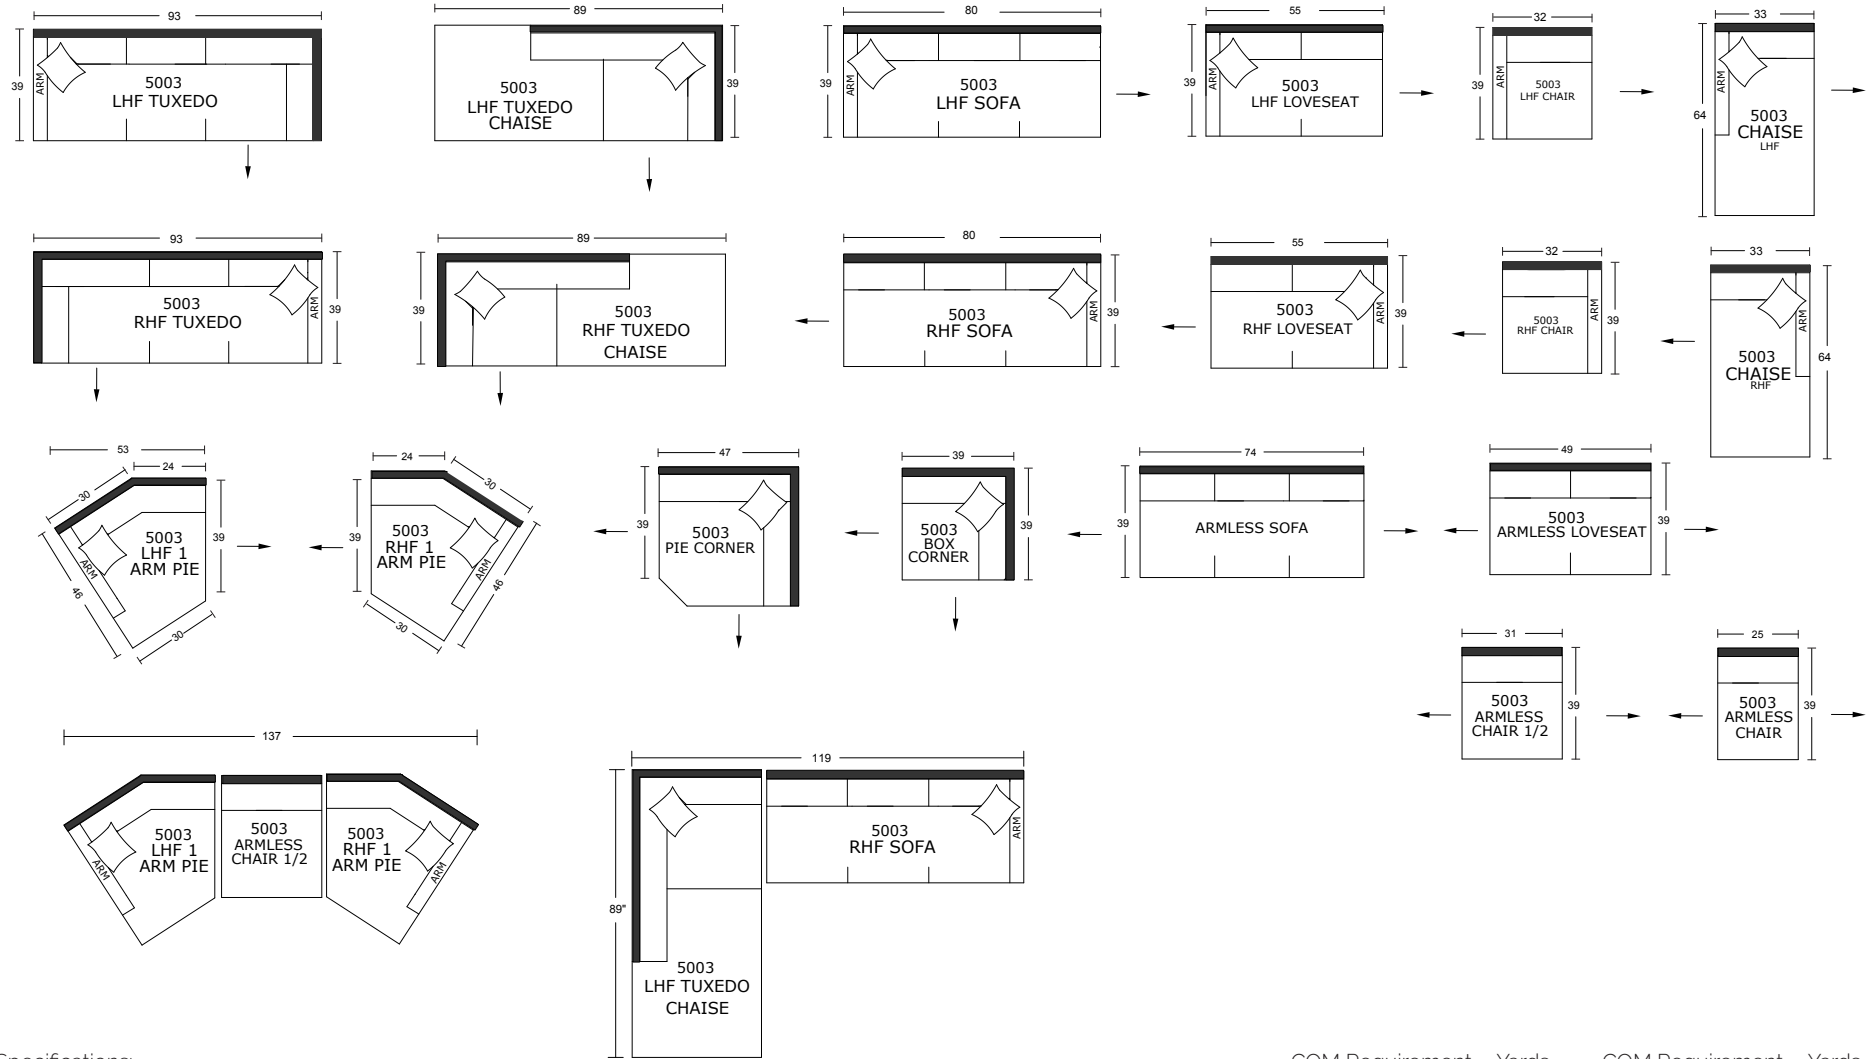 93
39
ARM
5003
LHF TUXEDO
89
39
5003
LHF TUXEDO
CHAISE
80
39
ARM
5003
LHF SOFA
55
39
ARM
5003
LHF LOVESEAT
32
39
ARM
5003
LHF CHAIR
33
64
ARM
5003
CHAISE
LHF
93
39
ARM
5003
RHF TUXEDO
89
39
5003
RHF TUXEDO
CHAISE
80
39
ARM
5003
RHF SOFA
55
39
ARM
5003
RHF LOVESEAT
32
39
ARM
5003
RHF CHAIR
33
64
ARM
5003
CHAISE
RHF
53
24
30
39
46
30
ARM
5003
LHF 1
ARM PIE
24
30
39
46
30
ARM
5003
RHF 1
ARM PIE
47
39
5003
PIE CORNER
39
39
5003
BOX
CORNER
74
39
ARMLESS SOFA
49
39
5003
ARMLESS LOVESEAT
31
39
5003
ARMLESS
CHAIR 1/2
25
39
5003
ARMLESS
CHAIR
137
ARM
5003
LHF 1
ARM PIE
5003
ARMLESS
CHAIR 1/2
5003
RHF 1
ARM PIE
ARM
119
89"
5003
RHF SOFA
ARM
5003
LHF TUXEDO
CHAISE
Specifications:
COM Requirement - Yards
COM Requirement - Yards